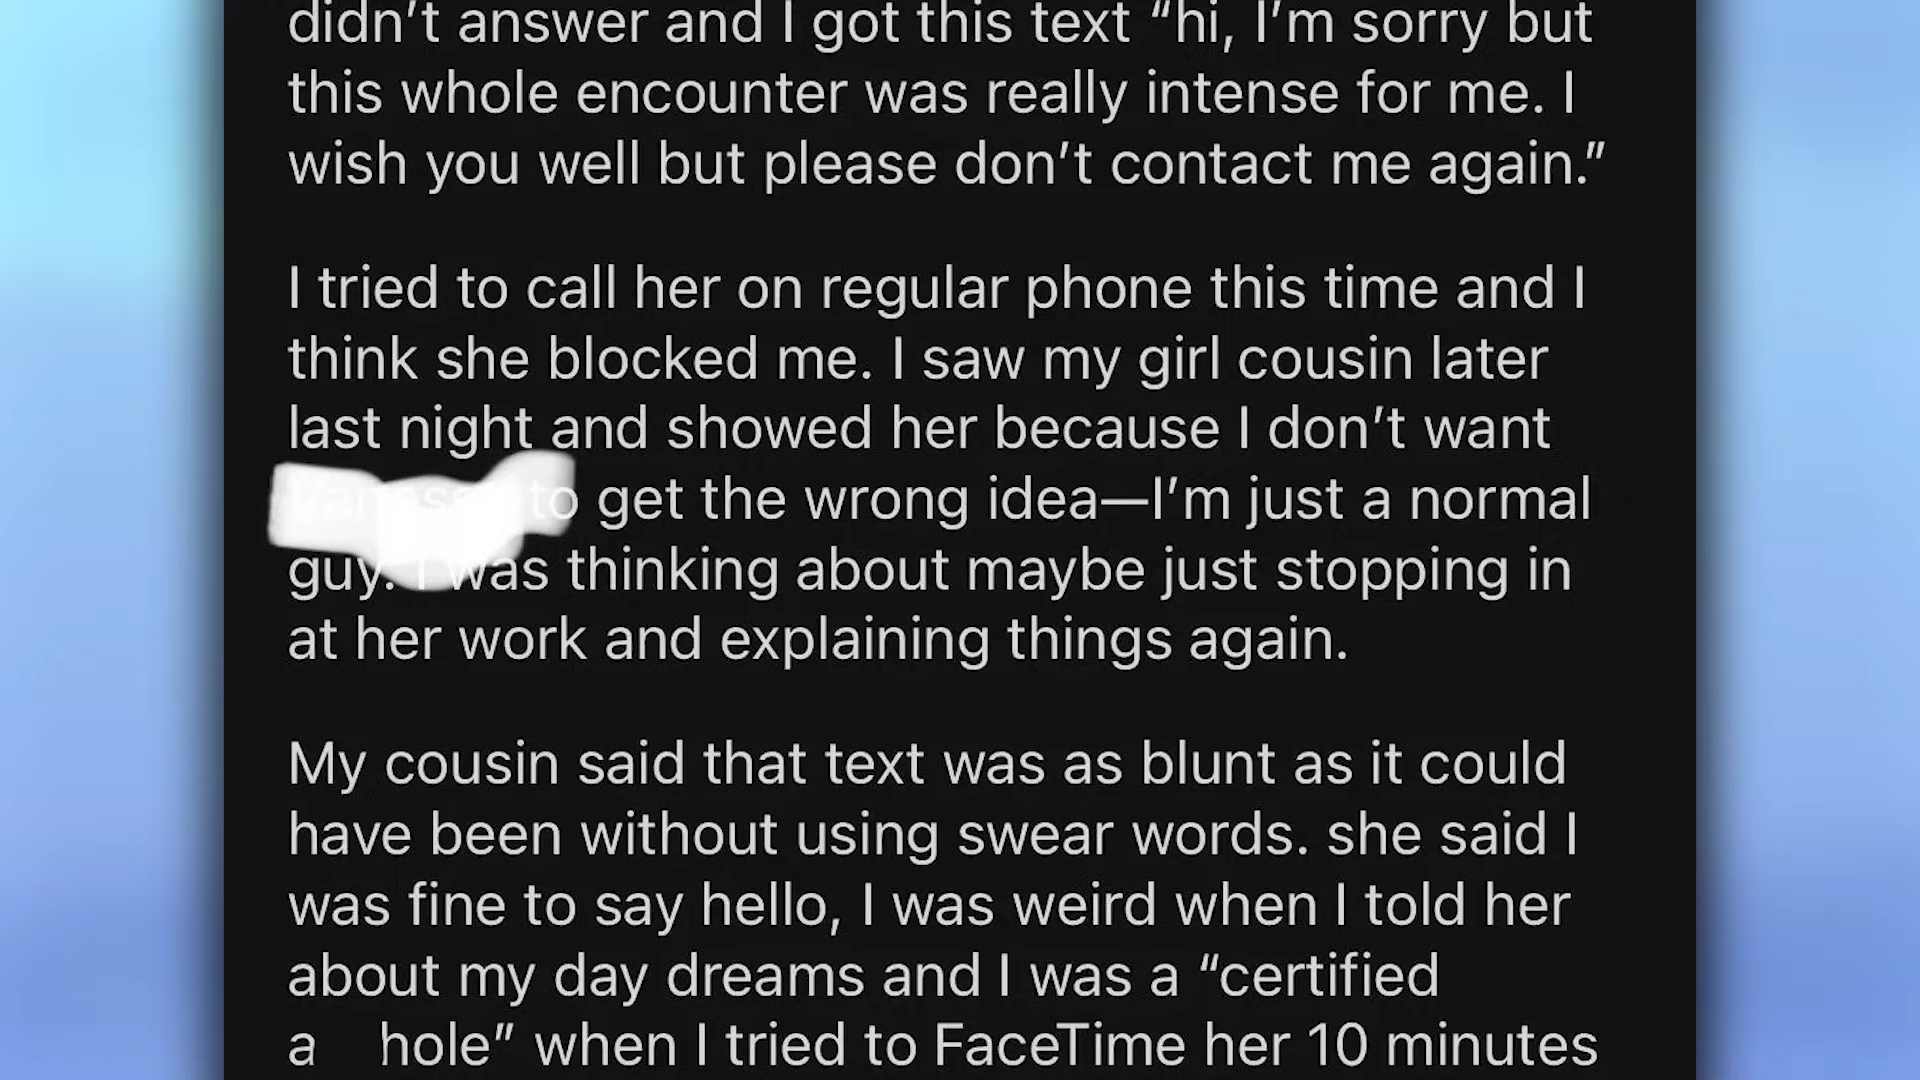 didn’t answer and I got this text “hi, I’m sorry but
this whole encounter was really intense for me. I
wish you well but please don’t contact me again.”
I tried to call her on regular phone this time and I
think she blocked me. I saw my girl cousin later
last night and showed her because I don’t want
to get the wrong idea—I’m just a normal
guy. I was thinking about maybe just stopping in
at her work and explaining things again.
My cousin said that text was as blunt as it could
have been without using swear words. she said I
was fine to say hello, I was weird when I told her
about my day dreams and I was a “certified
a hole” when I tried to FaceTime her 10 minutes